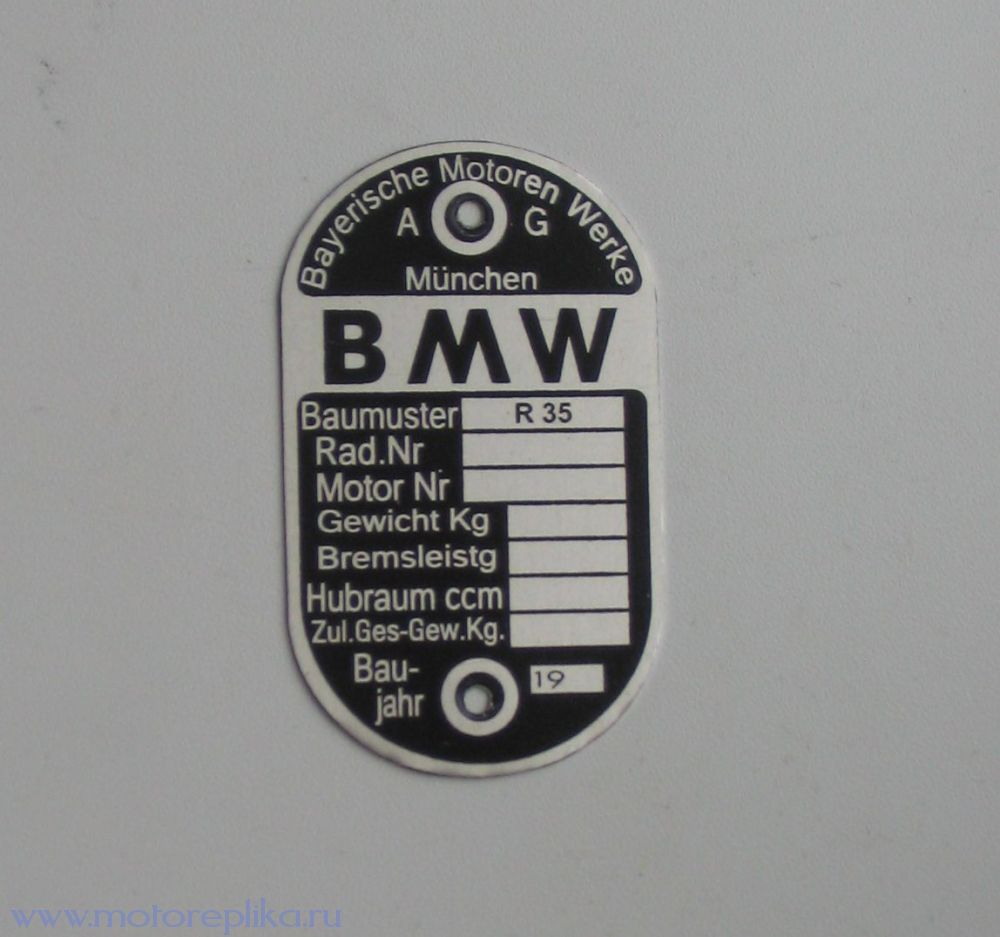 Bayerische Motoren Werke
A G
München
BMW
Baumuster R 35
Rad.Nr
Motor Nr
Gewicht Kg
Bremsleistg
Hubraum ccm
Zul.Ges-Gew.Kg.
Bau-
jahr 19
www.motoreplika.ru